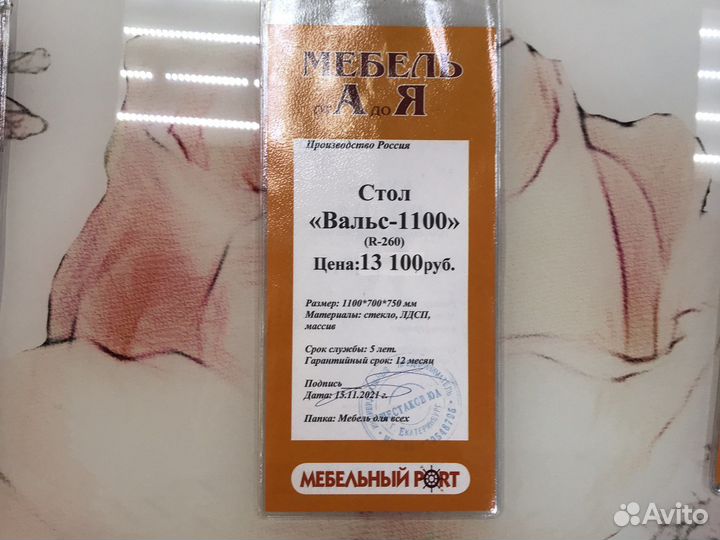 МЕБЕЛЬ
от А до Я
Производство Россия
Стол
«Вальс-1100»
(R-260)
Цена:13 100руб.
Размер: 1100*700*750 мм
Материалы: стекло, ЛДСП,
массив
Срок службы: 5 лет.
Гарантийный срок: 12 месяц
Подпись
Дата: 15.11.2021 г.
ШЕСТАКОВ Ю.А
Г. ЕКАТЕРИНБУРГ
Папка: Мебель для всех
МЕБЕЛЬНЫЙ PORT
Avito